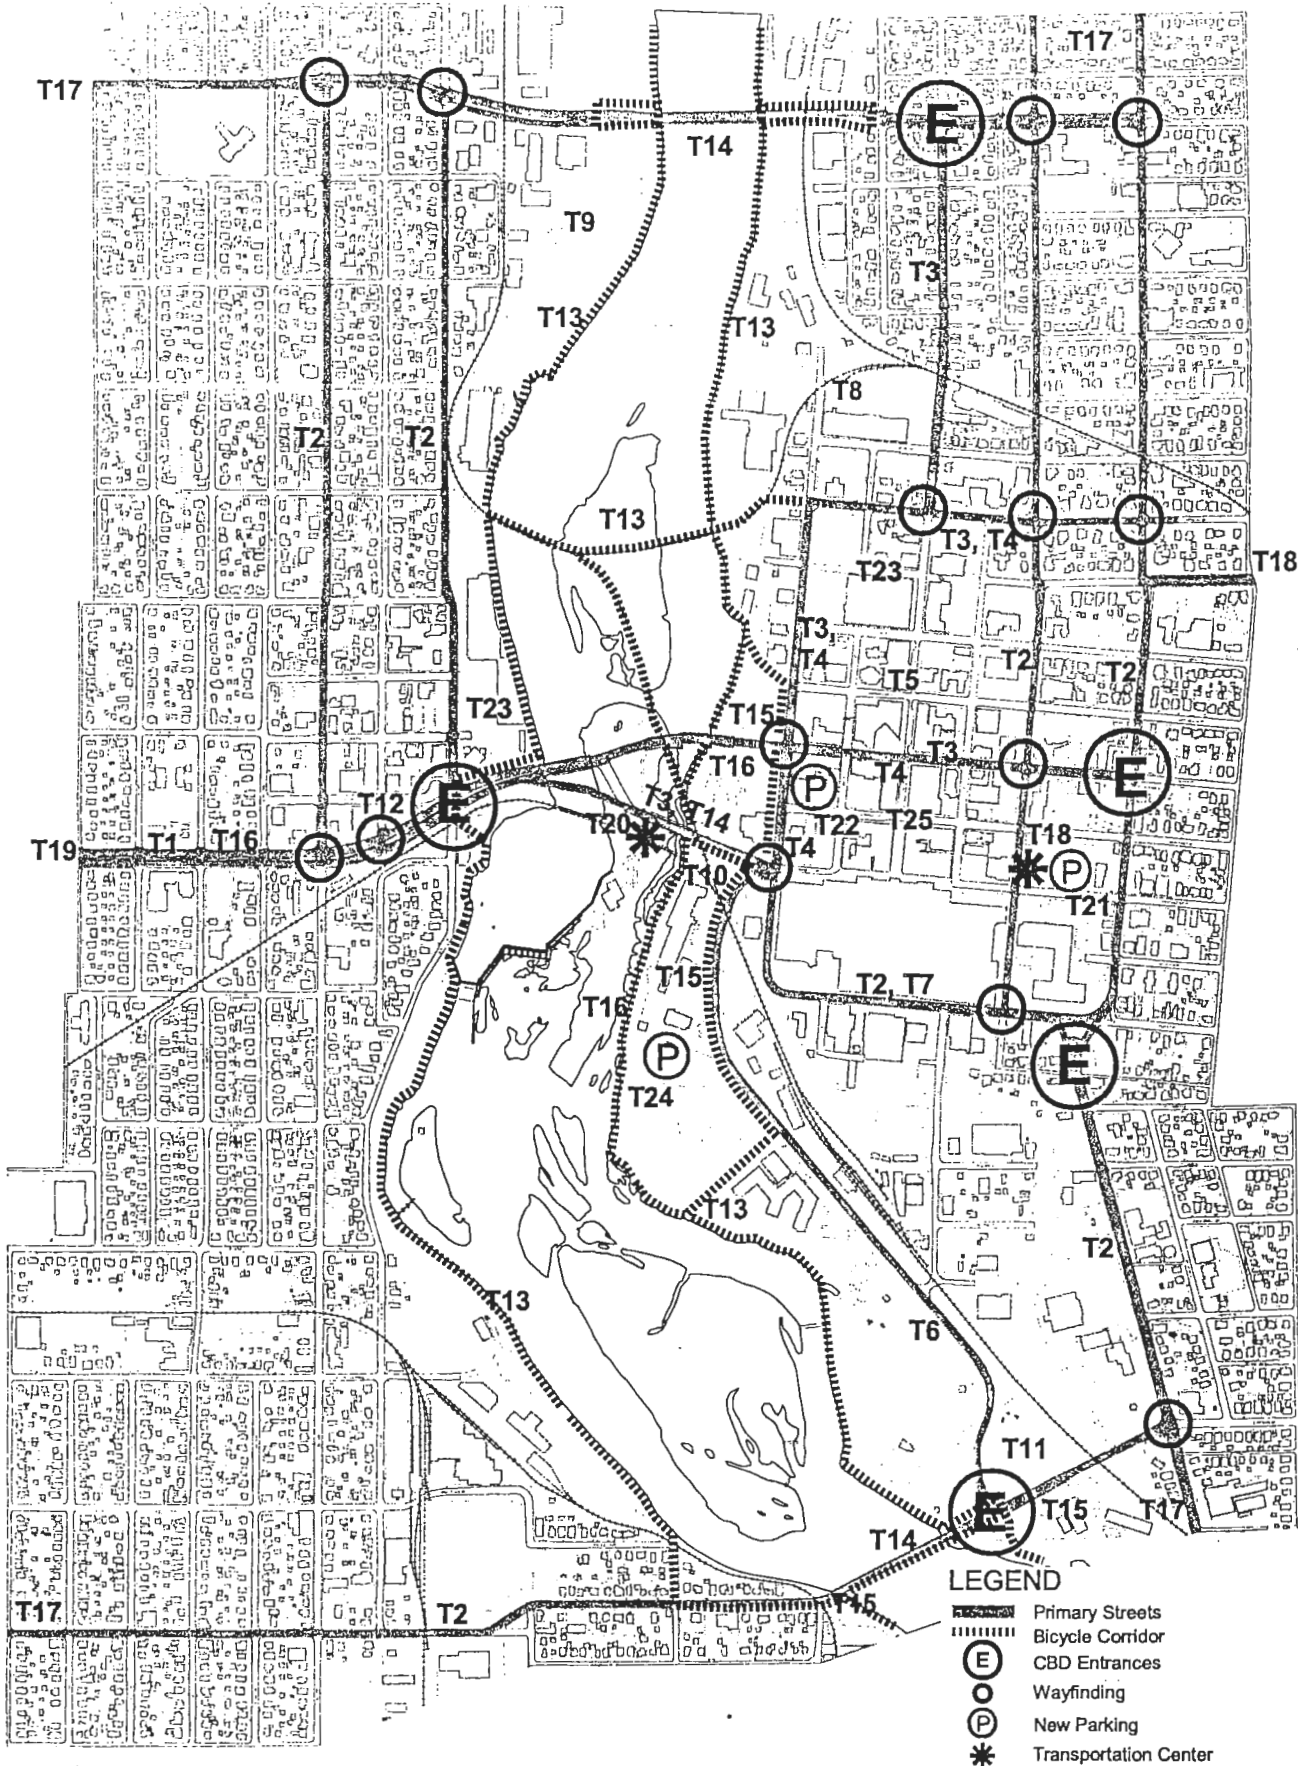 T17
T17
E
T14
T9
T3
T13
T13
T8
T2
T2
T13
T3, T4
T23
T18
T3,
T4
T2
T2
T5
T23
T15
T16
T3
T4
E
P
E
T12
T20
T14
T22
T25
T18
T19
T1
T16
T4
T10
P
T21
T15
T2, T7
T16
P
E
T24
T13
T2
T13
T6
T11
E
T15
T17
T14
T15
T17
T2
LEGEND
Primary Streets
Bicycle Corridor
E CBD Entrances
Wayfinding
P New Parking
Transportation Center